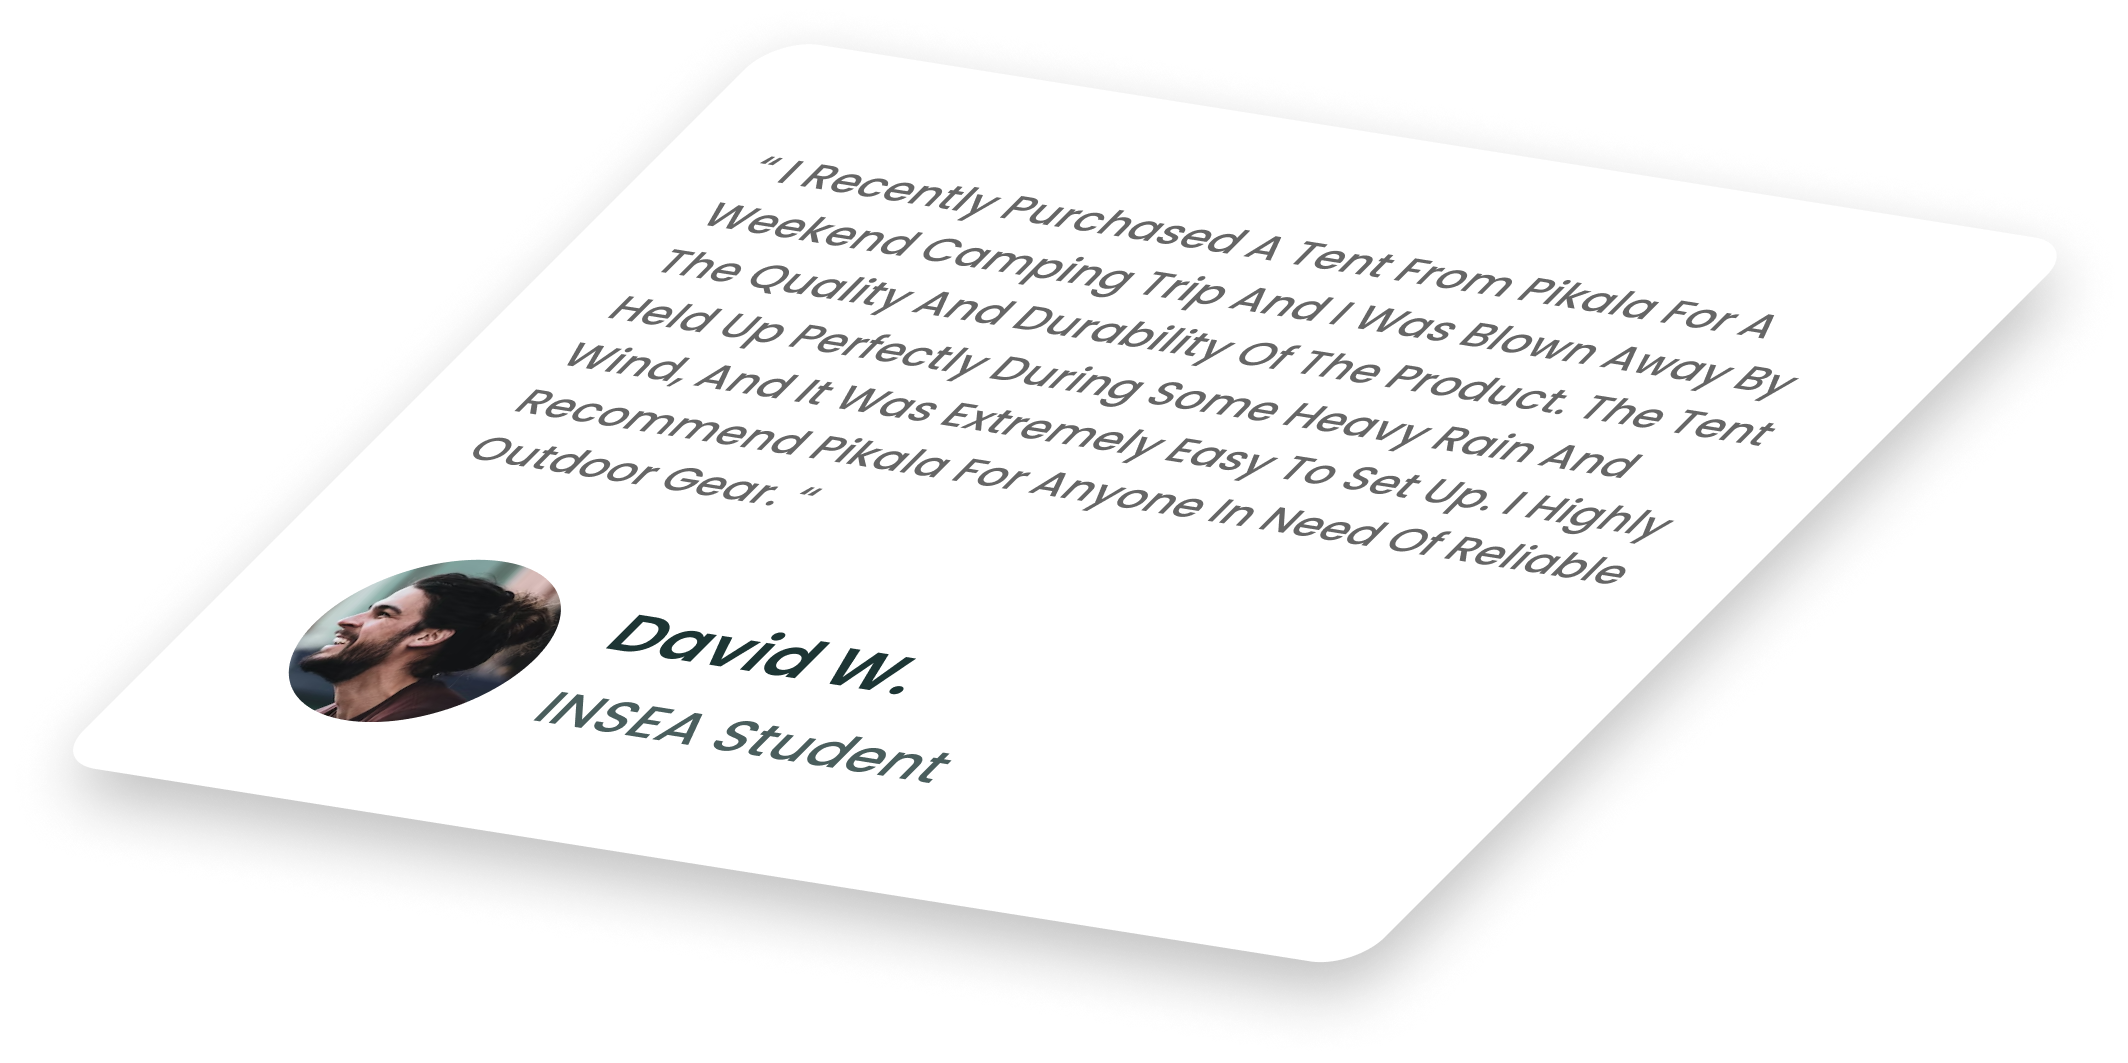 “ I Recently Purchased A Tent From Pikala For A
Weekend Camping Trip And I Was Blown Away By
The Quality And Durability Of The Product. The Tent
Held Up Perfectly During Some Heavy Rain And
Wind, And It Was Extremely Easy To Set Up. I Highly
Recommend Pikala For Anyone In Need Of Reliable
Outdoor Gear. “
David W.
INSEA Student